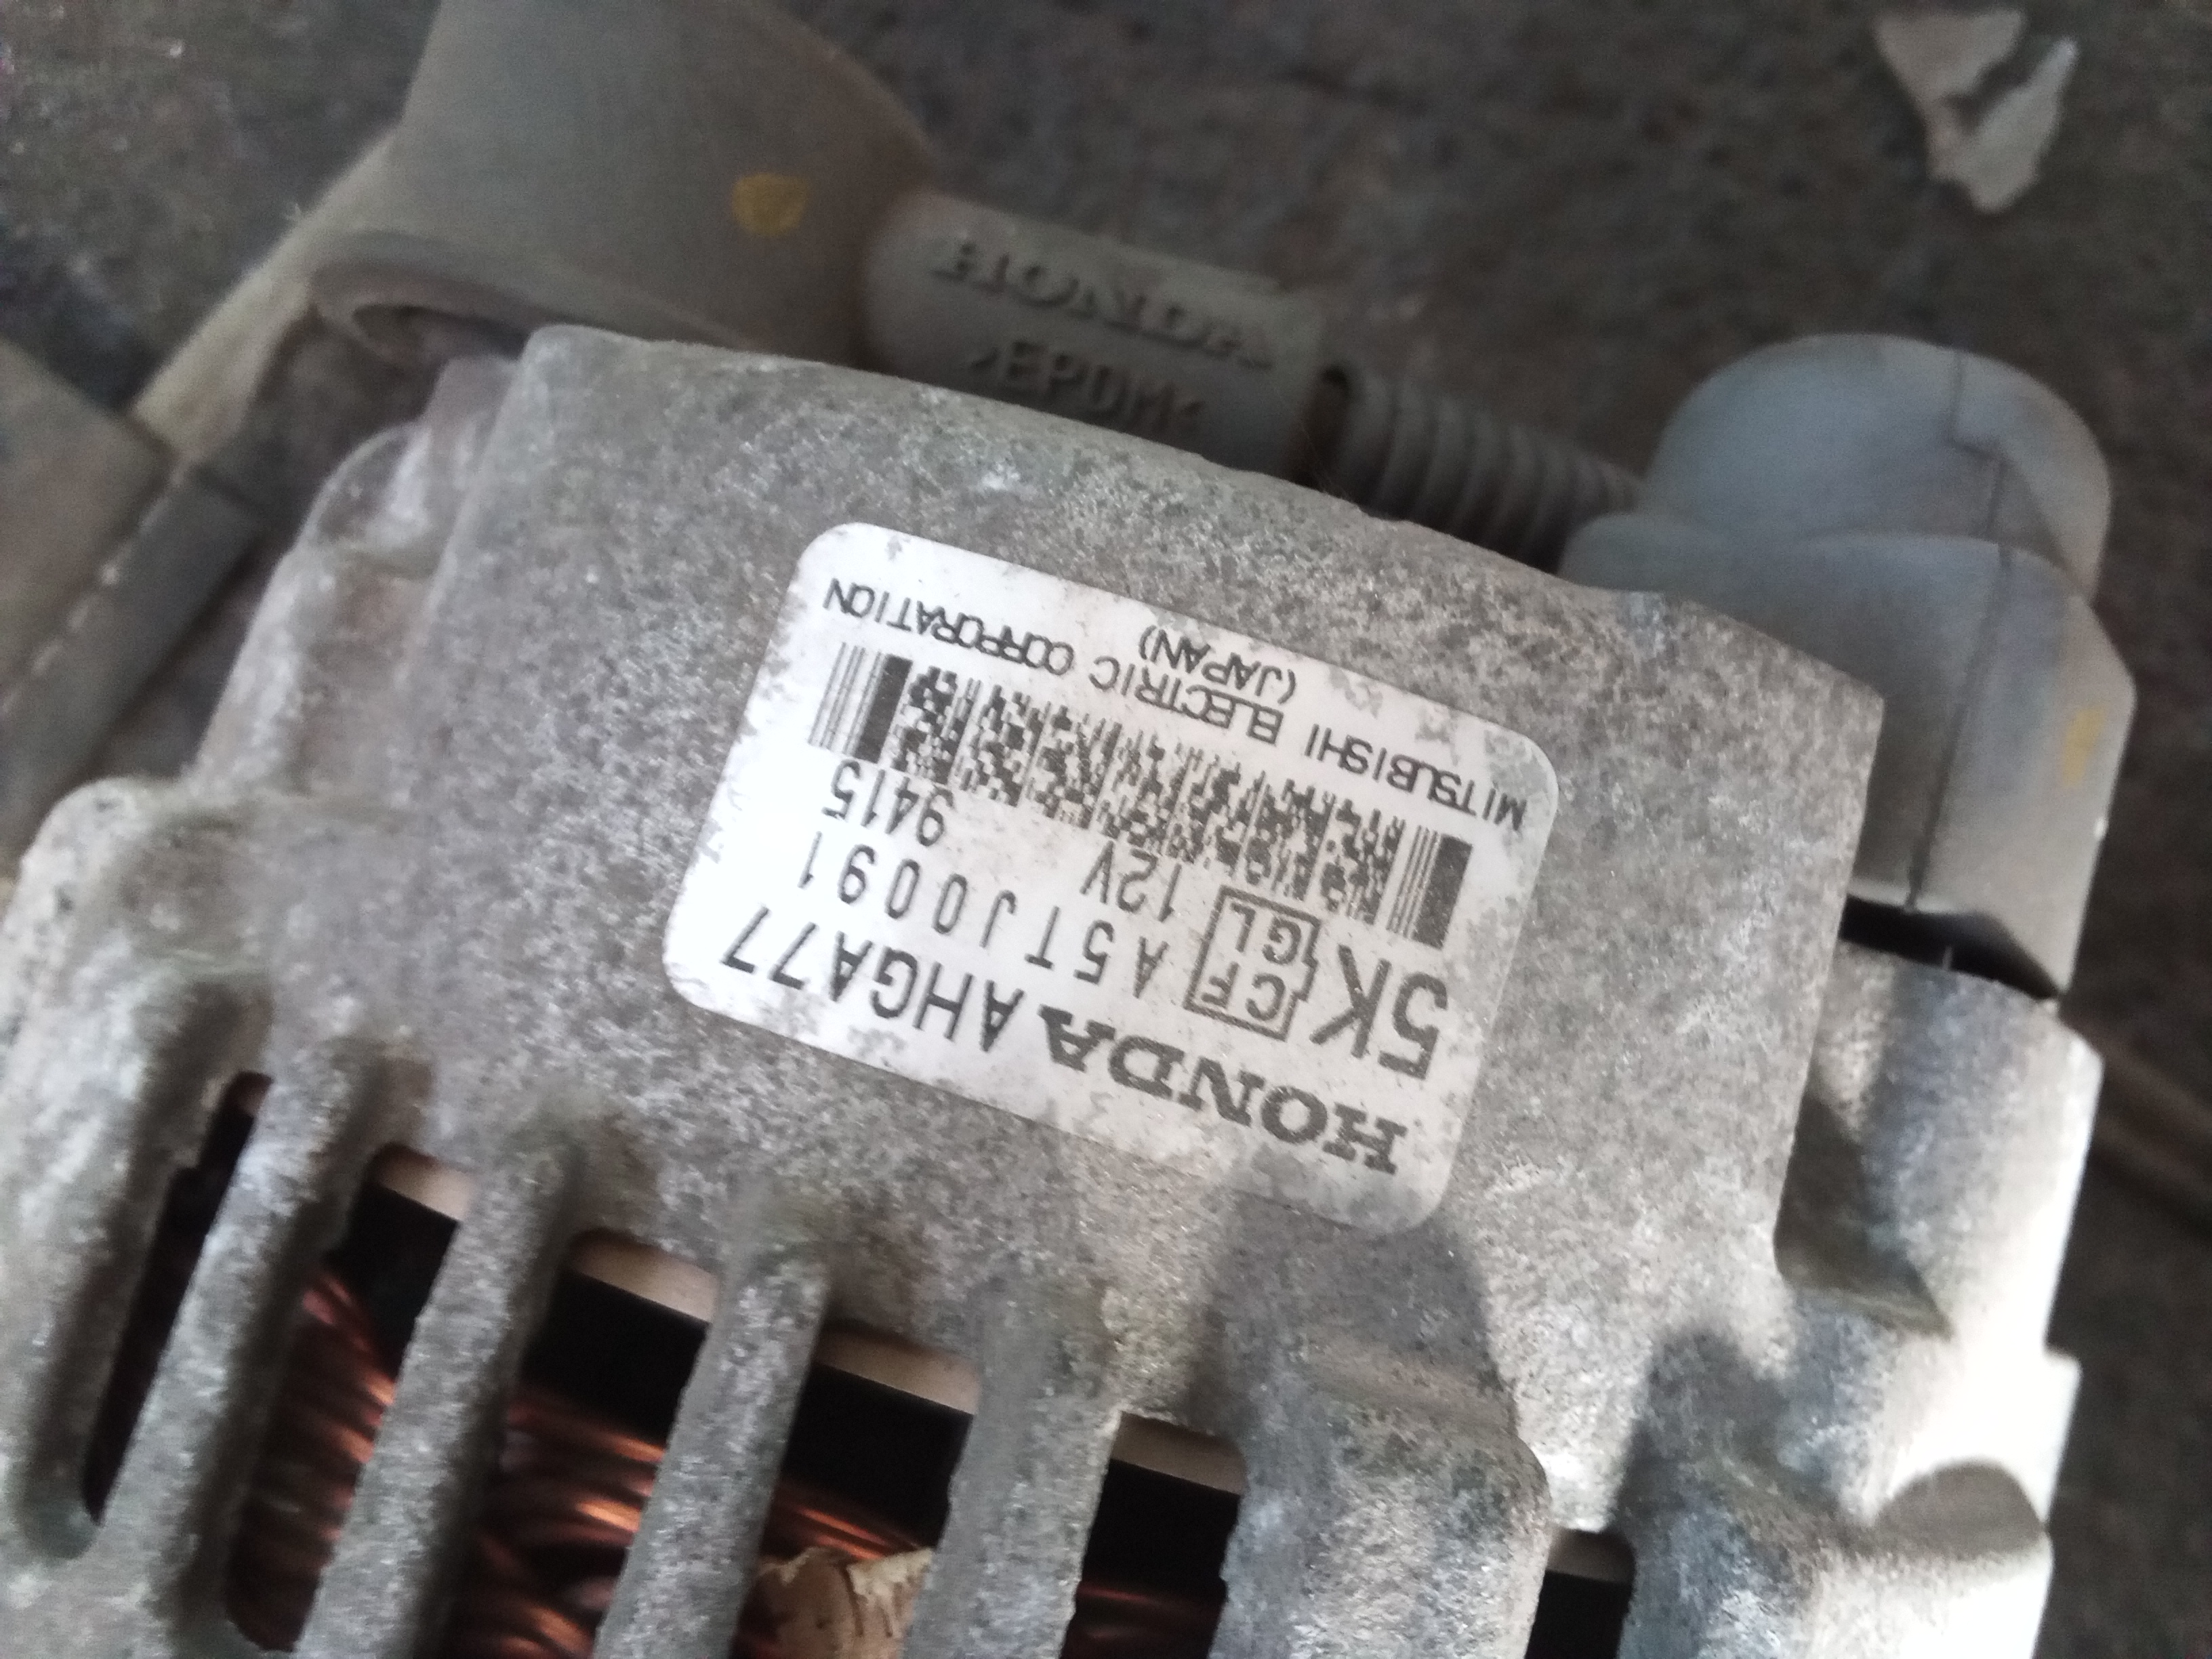 HONDA
>EPDM<
HONDA AHGA77
5K CF GL A5TJ0091
12V 9415
MITSUBISHI ELECTRIC CORPORATION
(JAPAN)